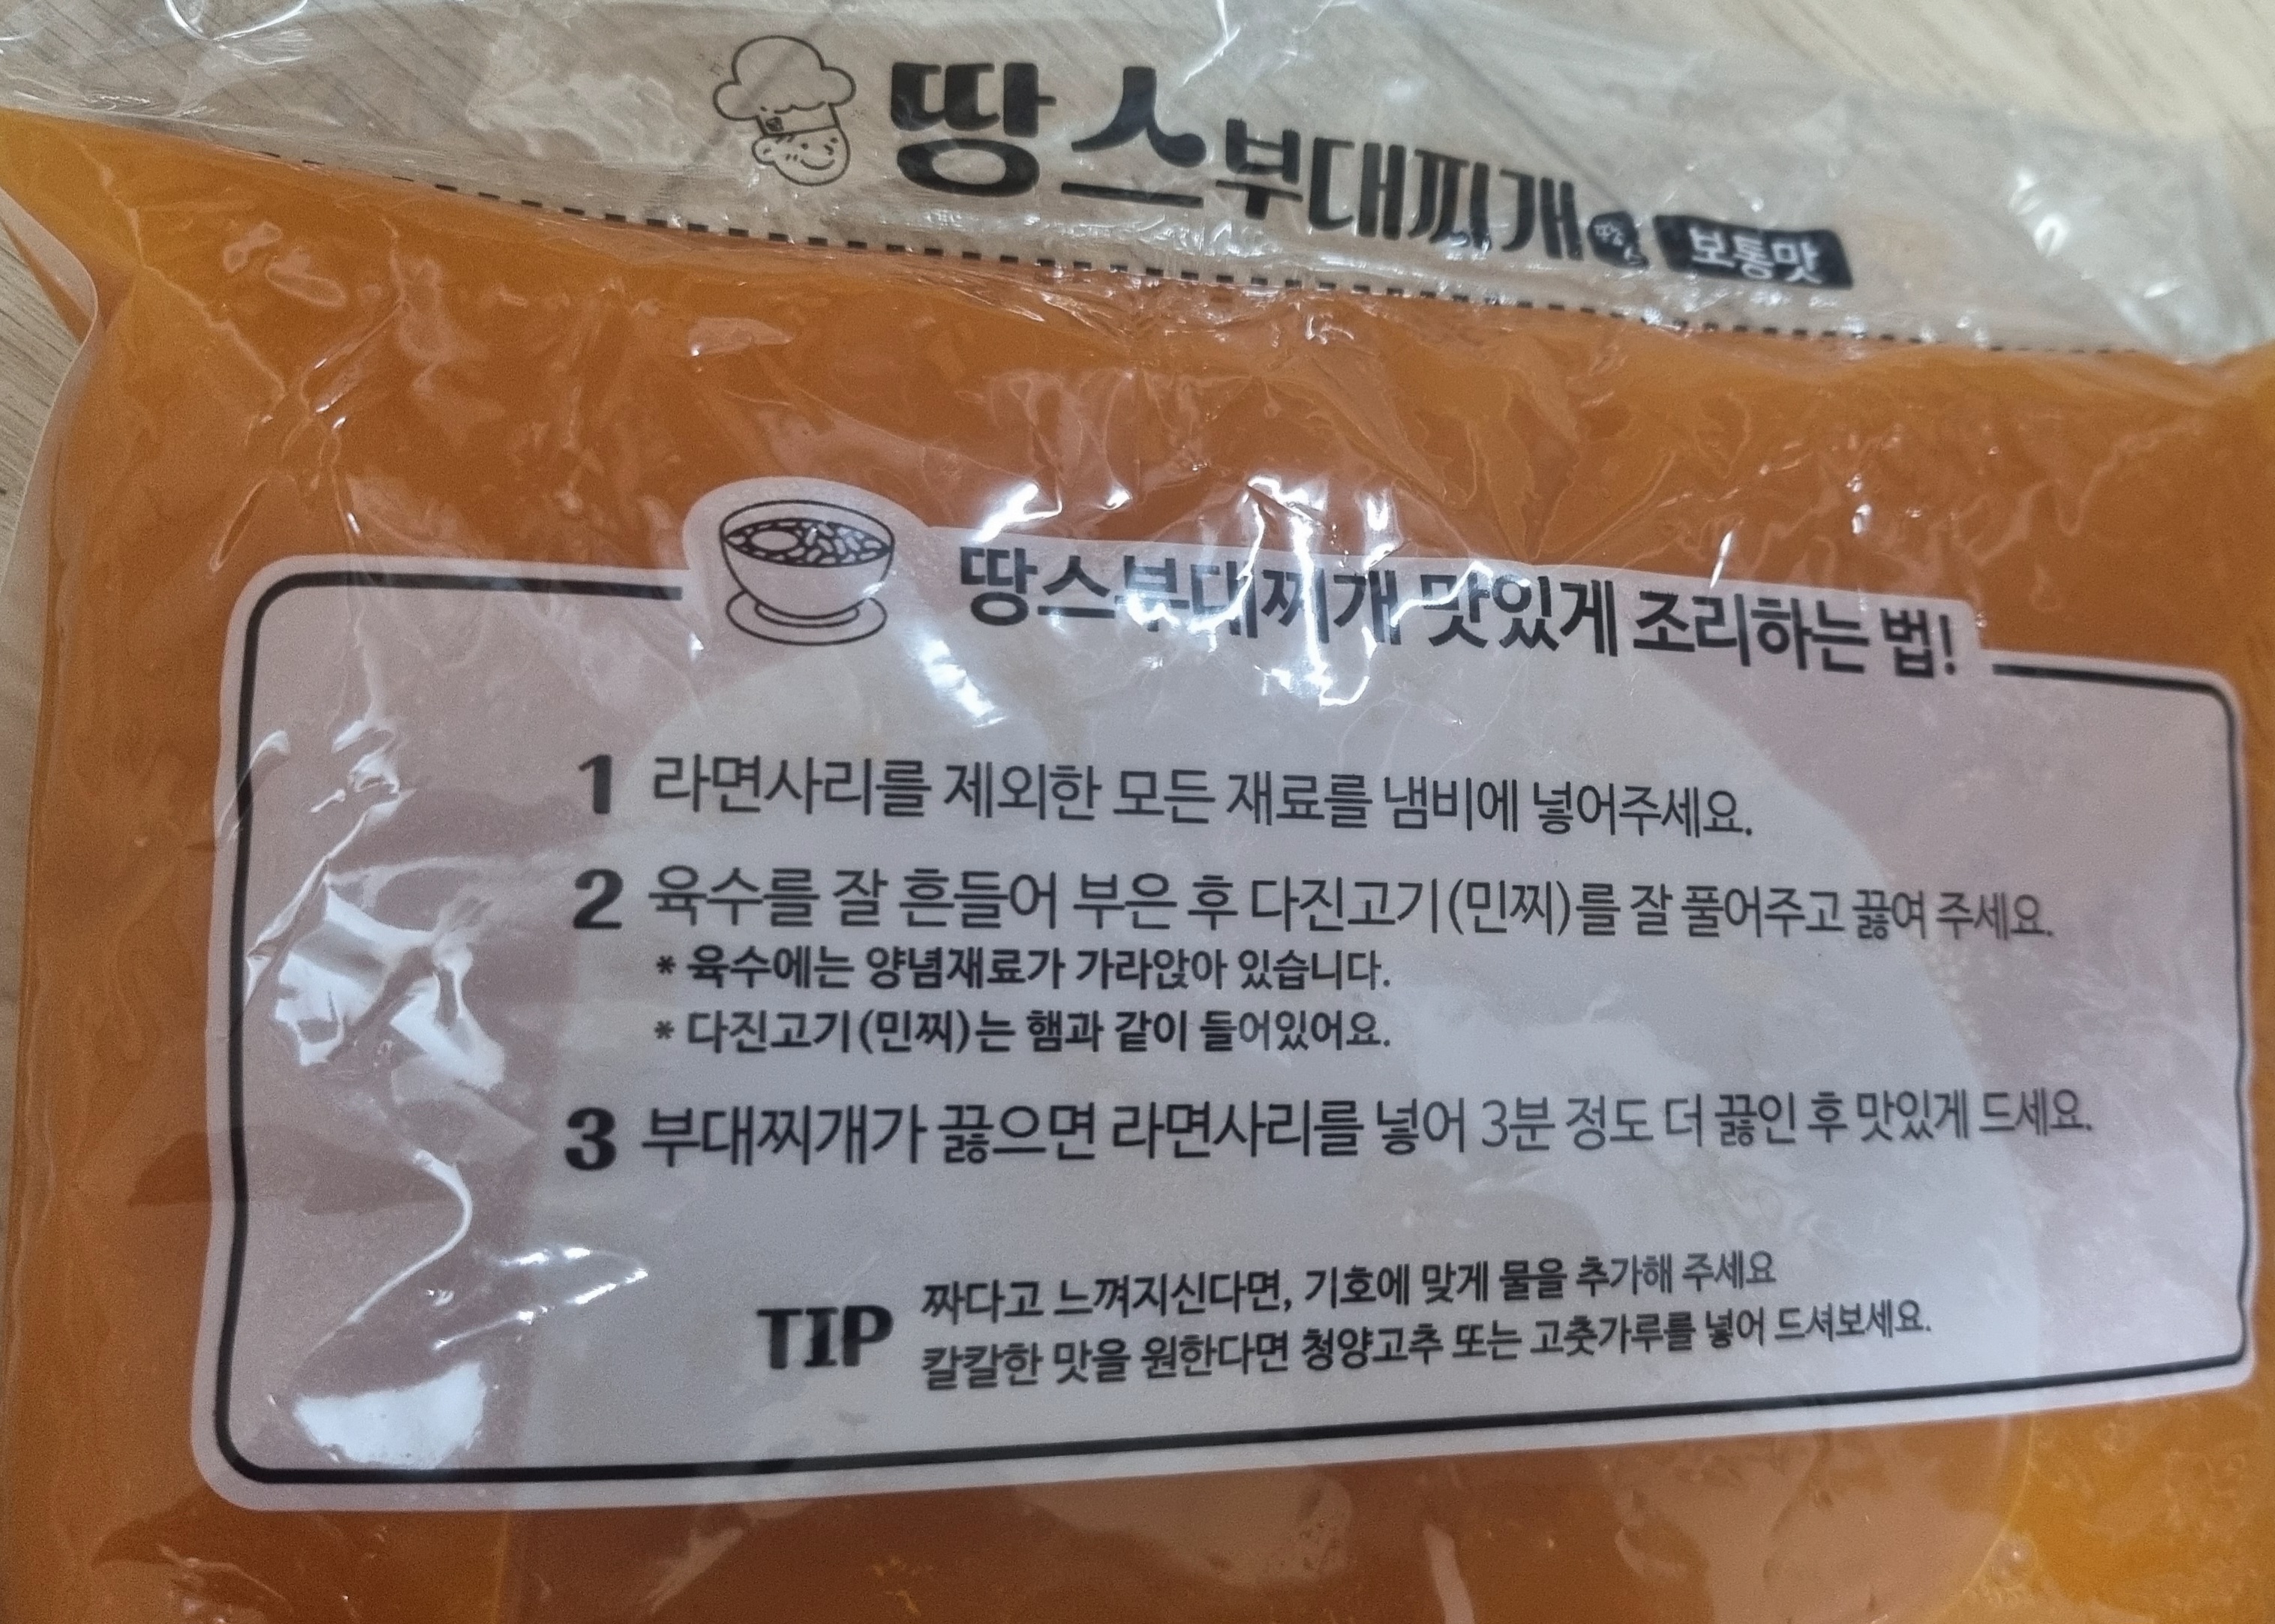 땅스부대찌개 보통맛
땅스부대찌개 맛있게 조리하는 법!
1 라면사리를 제외한 모든 재료를 냄비에 넣어주세요.
2 육수를 잘 흔들어 부은 후 다진고기(민찌)를 잘 풀어주고 끓여 주세요.
* 육수에는 양념재료가 가라앉아 있습니다.
* 다진고기(민찌)는 햄과 같이 들어있어요.
3 부대찌개가 끓으면 라면사리를 넣어 3분 정도 더 끓인 후 맛있게 드세요.
TIP 짜다고 느껴지신다면, 기호에 맞게 물을 추가해 주세요
칼칼한 맛을 원한다면 청양고추 또는 고춧가루를 넣어 드셔보세요.